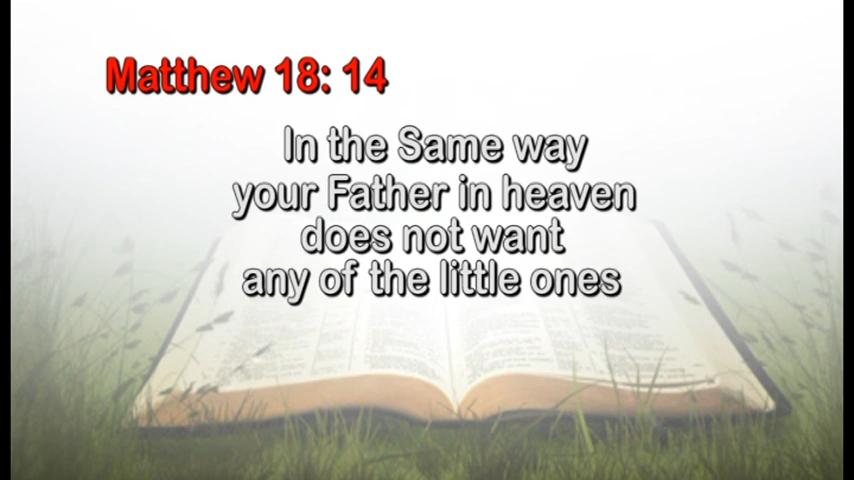 Matthew 18: 14
In the Same way
your Father in heaven
does not want
any of the little ones